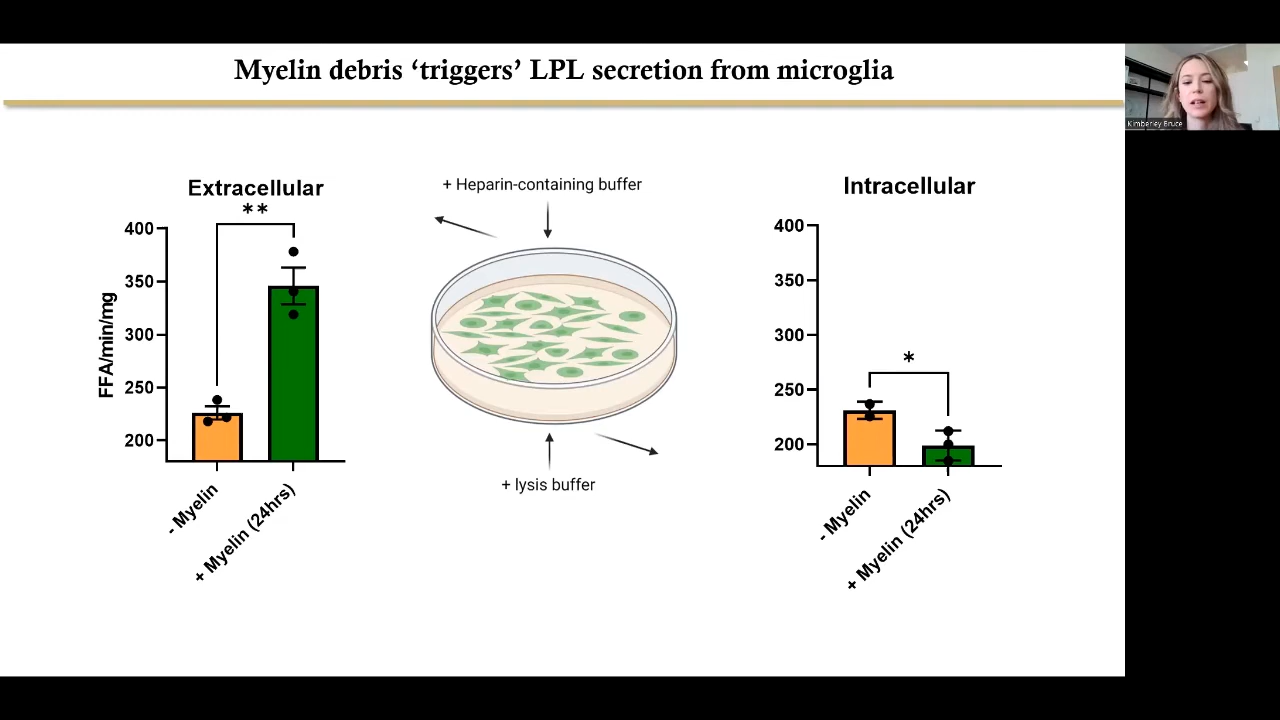 Myelin debris ‘triggers’ LPL secretion from microglia
Kimberley Bruce
Extracellular
**
400
350
300
250
200
FFA/min/mg
- Myelin
+ Myelin (24hrs)
+ Heparin-containing buffer
+ lysis buffer
Intracellular
*
400
350
300
250
200
- Myelin
+ Myelin (24hrs)